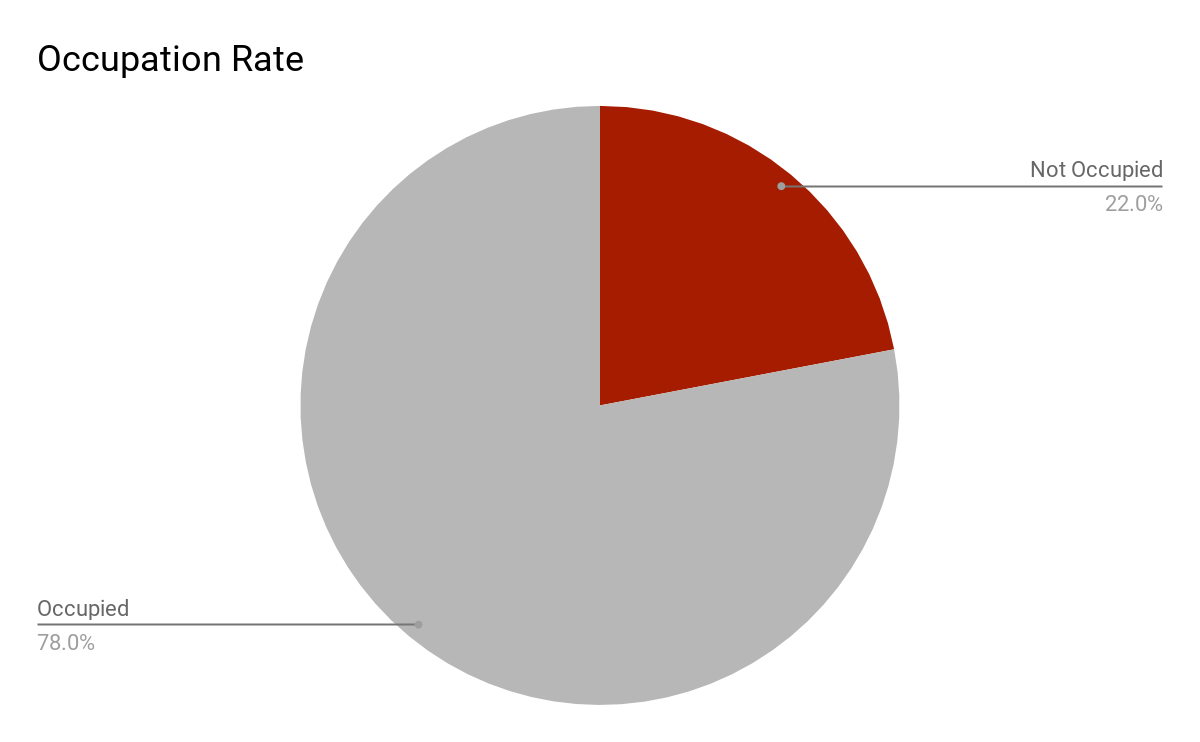 Occupation Rate
Not Occupied
22.0%
Occupied
78.0%